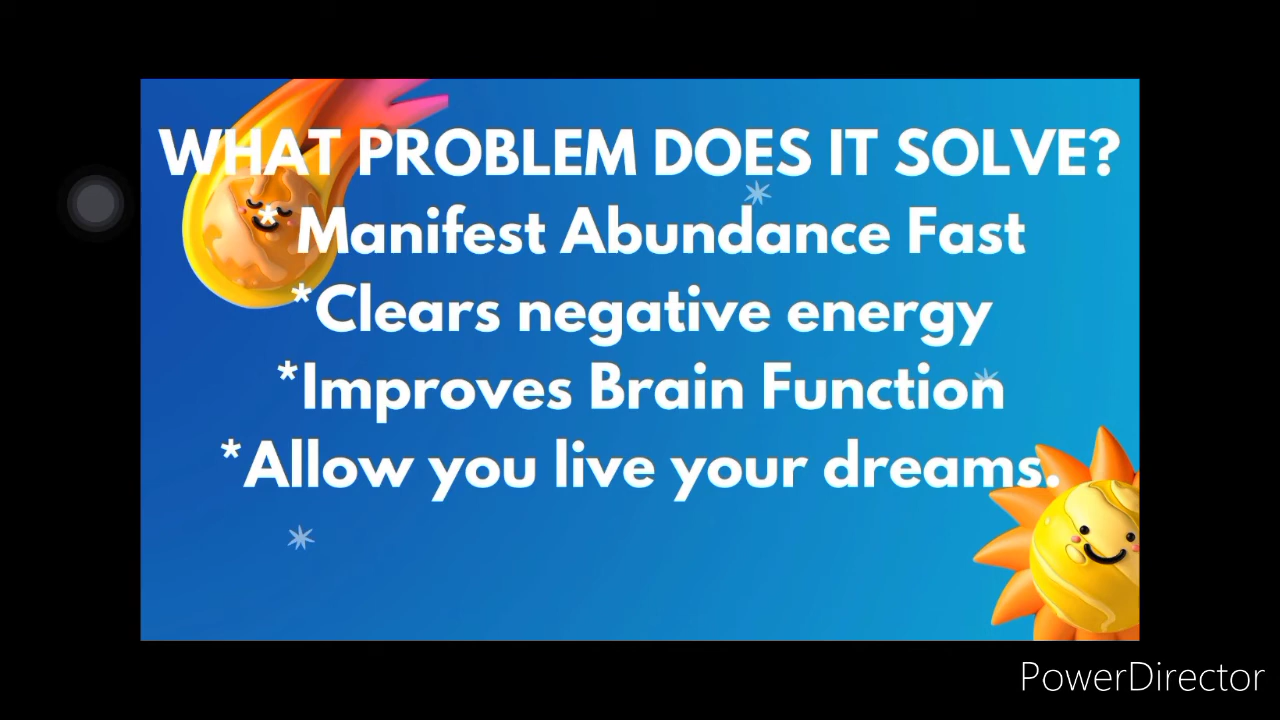 WHAT PROBLEM DOES IT SOLVE?
* Manifest Abundance Fast
*Clears negative energy
*Improves Brain Function
*Allow you live your dreams.
PowerDirector